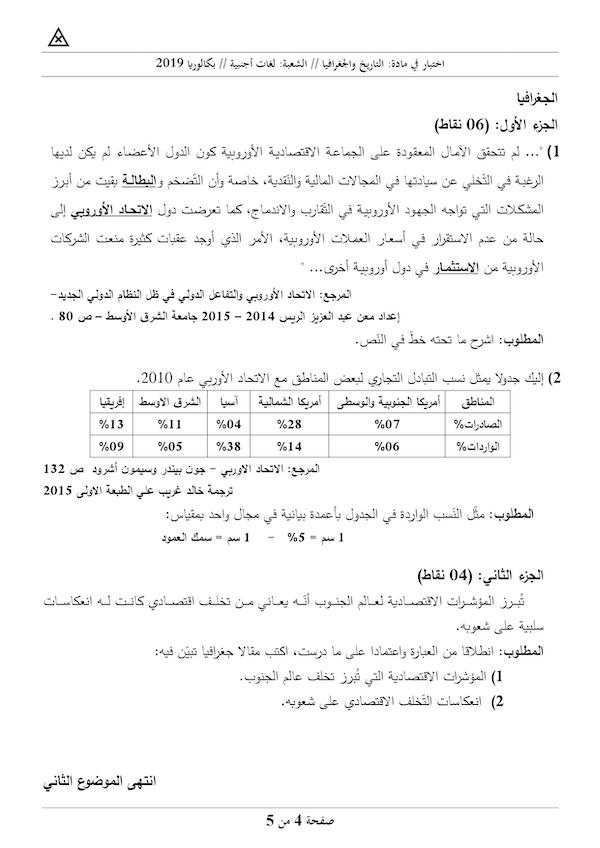 اختبار في مادة: التاريخ والجغرافيا // الشعبة: لغات أجنبية // بكالوريا 2019
الجغرافيا
الجزء الأول: (06 نقاط)
1) "... لم تتحقق الآمال المعقودة على الجماعة الاقتصادية الأوروبية كون الدول الأعضاء لم يكن لديها
الرغبة في التّخلي عن سيادتها في المجالات المالية والنّقدية، خاصة وأن التّضخم والبطالة بقيت من أبرز
المشكلات التي تواجه الجهود الأوروبية في التّقارب والاندماج، كما تعرضت دول الاتحاد الأوروبي إلى
حالة من عدم الاستقرار في أسعار العملات الأوروبية، الأمر الذي أوجد عقبات كثيرة منعت الشركات
الأوروبية من الاستثمار في دول أوروبية أخرى... "
المرجع: الاتحاد الأوروبي والتفاعل الدولي في ظل النظام الدولي الجديد-
إعداد معن عبد العزيز الريس 2014 – 2015 جامعة الشرق الأوسط – ص 80 .
المطلوب: اشرح ما تحته خطّ في النّص.
2) إليك جدولا يمثل نسب التبادل التجاري لبعض المناطق مع الاتحاد الأوربي عام 2010.
المناطق أمريكا الجنوبية والوسطى أمريكا الشمالية آسيا الشرق الاوسط إفريقيا
الصادرات% 07% 28% 04% 11% 13%
الواردات% 06% 14% 38% 05% 09%
المرجع: الاتحاد الاوربي – جون بيندر وسيمون أشرود ص 132
ترجمة خالد غريب علي الطبعة الاولى 2015
المطلوب: مثّل النّسب الواردة في الجدول بأعمدة بيانية في مجال واحد بمقياس:
1 سم = 5% - 1 سم = سمك العمود
الجزء الثاني: (04 نقاط)
تُبرز المؤشرات الاقتصادية لعالم الجنوب أنّه يعاني من تخلف اقتصادي كانت له انعكاسات
سلبية على شعوبه.
المطلوب: انطلاقا من العبارة واعتمادا على ما درست، اكتب مقالا جغرافيا تبيّن فيه:
1) المؤشرات الاقتصادية التي تُبرز تخلف عالم الجنوب.
2) انعكاسات التّخلف الاقتصادي على شعوبه.
انتهى الموضوع الثاني
صفحة 4 من 5